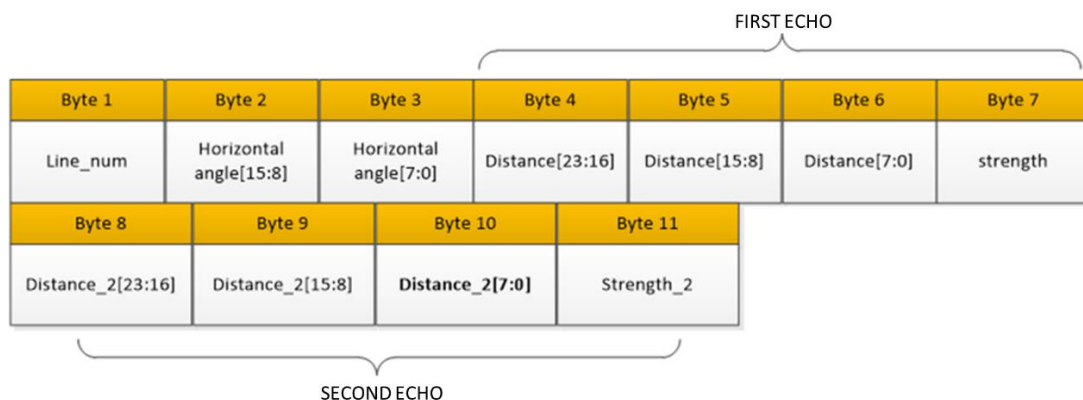 FIRST ECHO
Byte 1 Byte 2 Byte 3 Byte 4 Byte 5 Byte 6 Byte 7
Line_num Horizontal angle[15:8] Horizontal angle[7:0] Distance[23:16] Distance[15:8] Distance[7:0] strength
Byte 8 Byte 9 Byte 10 Byte 11
Distance_2[23:16] Distance_2[15:8] Distance_2[7:0] Strength_2
SECOND ECHO